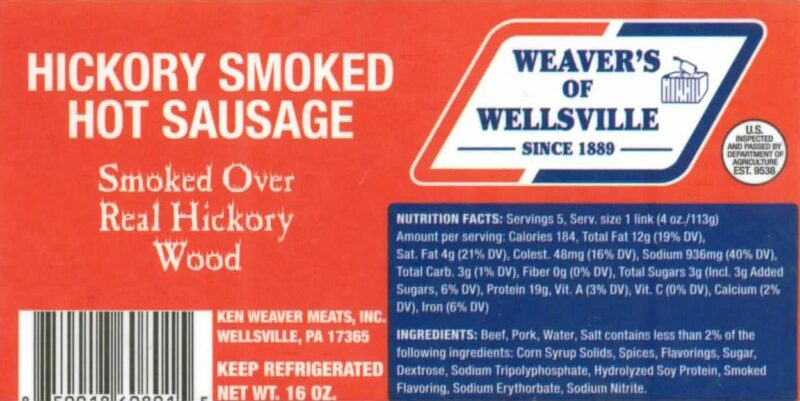 HICKORY SMOKED
HOT SAUSAGE
Smoked Over
Real Hickory
Wood
WEAVER'S
OF
WELLSVILLE
SINCE 1889
U.S.
INSPECTED
AND PASSED BY
DEPARTMENT OF
AGRICULTURE
EST. 9538
NUTRITION FACTS: Servings 5, Serv. size 1 link (4 oz./113g)
Amount per serving: Calories 184, Total Fat 12g (19% DV),
Sat. Fat 4g (21% DV), Colest. 48mg (16% DV), Sodium 936mg (40% DV),
Total Carb. 3g (1% DV), Fiber 0g (0% DV), Total Sugars 3g (Incl. 3g Added
Sugars, 6% DV), Protein 19g, Vit. A (3% DV), Vit. C (0% DV), Calcium (2%
DV), Iron (6% DV)
INGREDIENTS: Beef, Pork, Water, Salt contains less than 2% of the
following ingredients: Corn Syrup Solids, Spices, Flavorings, Sugar,
Dextrose, Sodium Tripolyphosphate, Hydrolyzed Soy Protein, Smoked
Flavoring, Sodium Erythorbate, Sodium Nitrite.
KEN WEAVER MEATS, INC.
WELLSVILLE, PA 17365
KEEP REFRIGERATED
NET WT. 16 OZ.